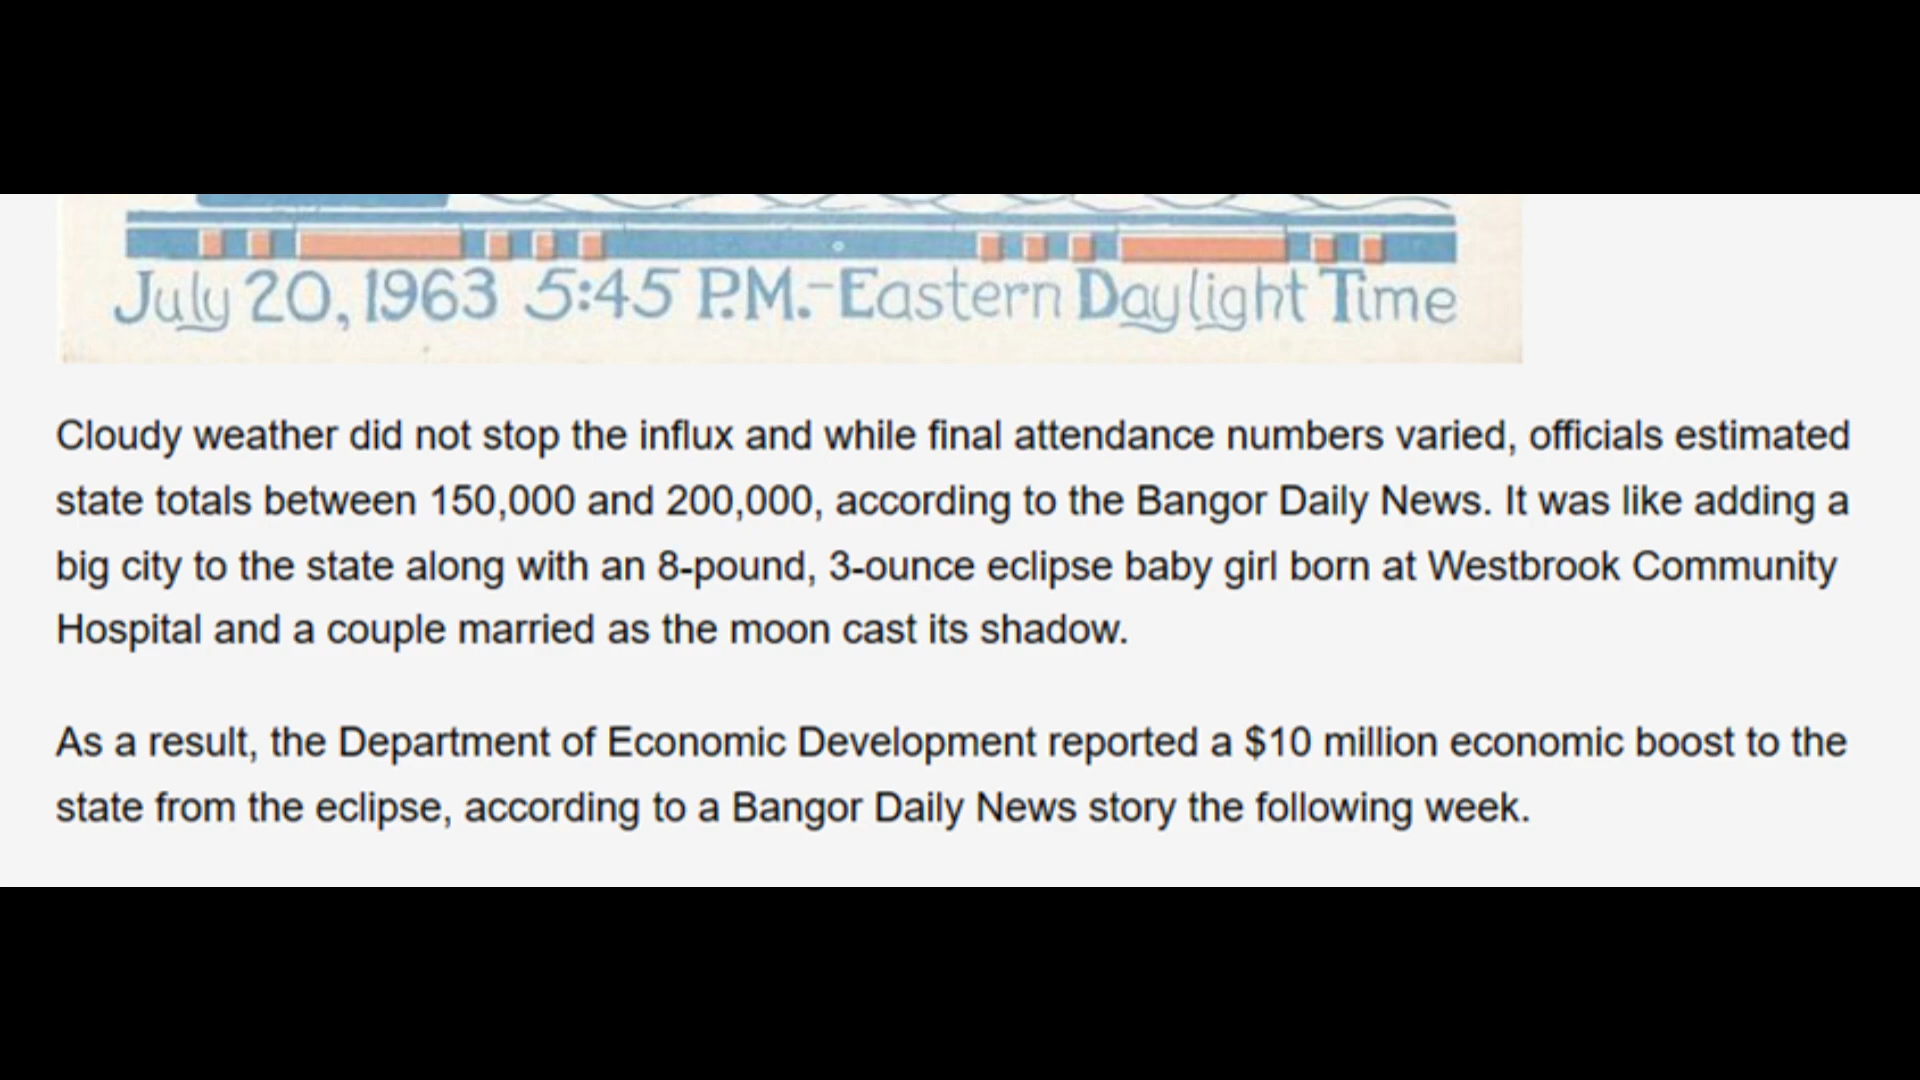 July 20, 1963 5:45 P.M.-Eastern Daylight Time
Cloudy weather did not stop the influx and while final attendance numbers varied, officials estimated
state totals between 150,000 and 200,000, according to the Bangor Daily News. It was like adding a
big city to the state along with an 8-pound, 3-ounce eclipse baby girl born at Westbrook Community
Hospital and a couple married as the moon cast its shadow.
As a result, the Department of Economic Development reported a $10 million economic boost to the
state from the eclipse, according to a Bangor Daily News story the following week.